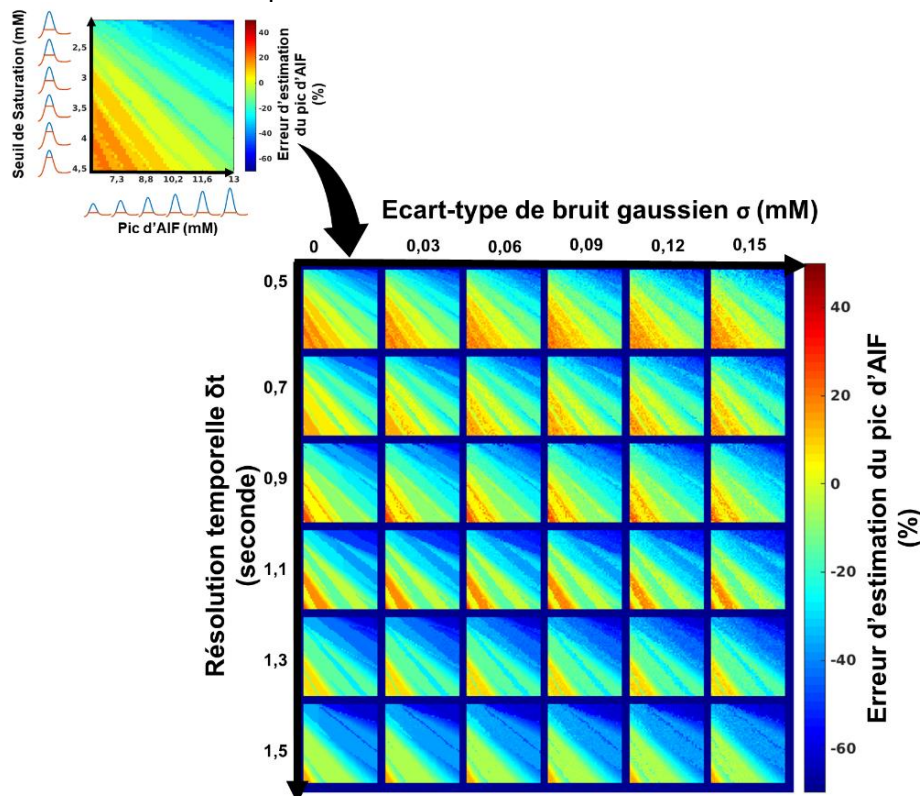 Seuil de Saturation (mM)
2,5
3
3,5
4
4,5
7,3 8,8 10,2 11,6 13
Pic d'AIF (mM)
40
20
0
-20
-40
-60
Erreur d'estimation
du pic d'AIF
(%)
Ecart-type de bruit gaussien σ (mM)
0 0,03 0,06 0,09 0,12 0,15
Résolution temporelle δt
(seconde)
0,5
0,7
0,9
1,1
1,3
1,5
40
20
0
-20
-40
-60
Erreur d'estimation du pic d'AIF
(%)